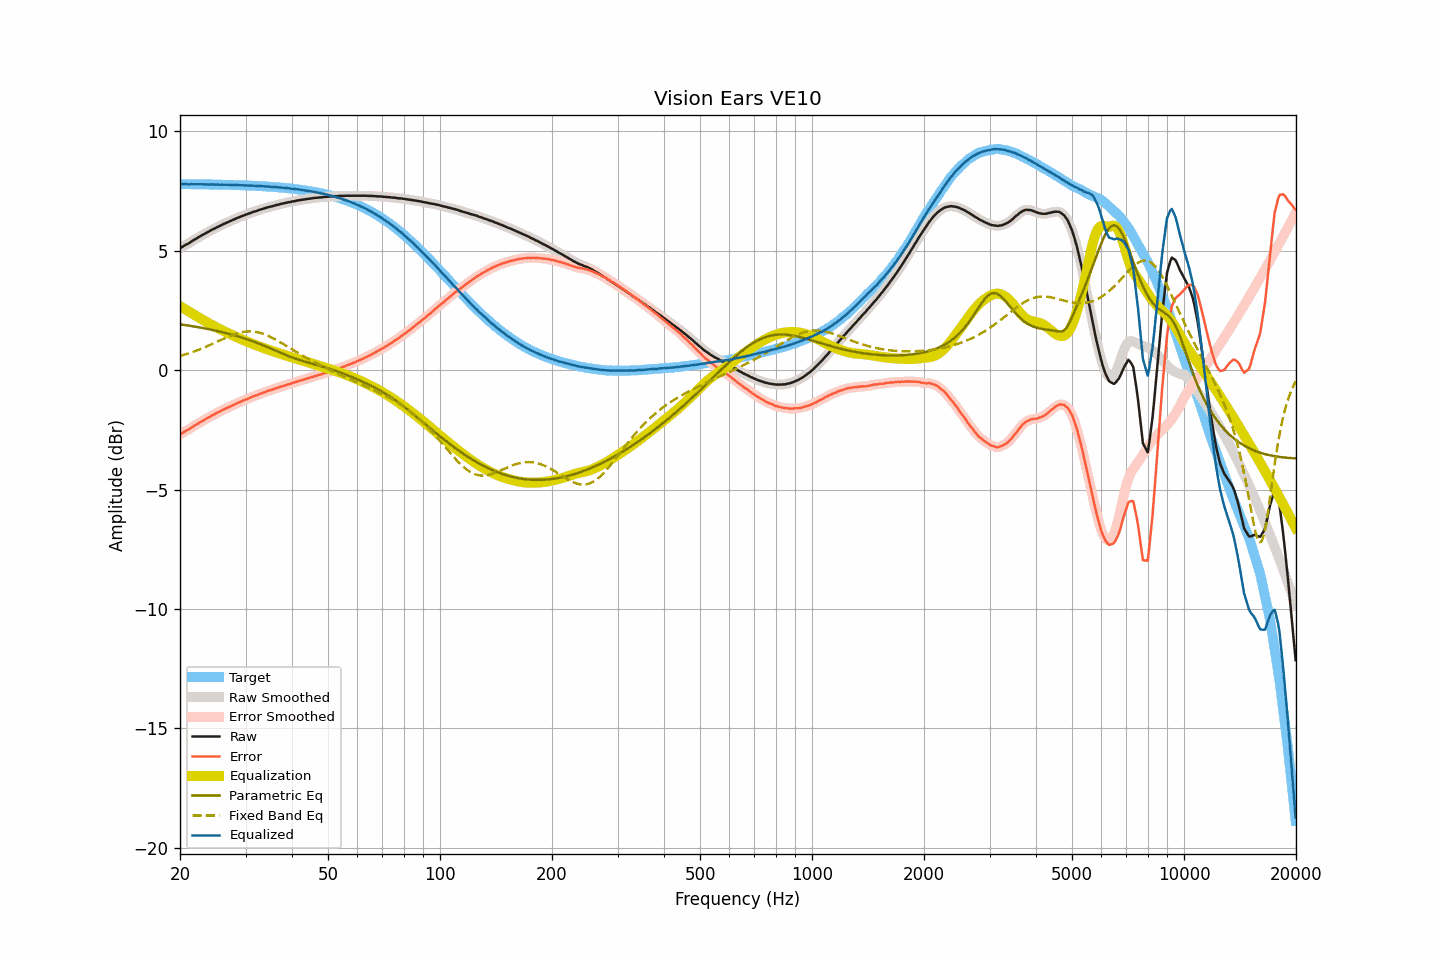 Vision Ears VE10
10
5
0
−5
−10
−15
−20
Amplitude (dBr)
Target
Raw Smoothed
Error Smoothed
Raw
Error
Equalization
Parametric Eq
Fixed Band Eq
Equalized
20 50 100 200 500 1000 2000 5000 10000 20000
Frequency (Hz)